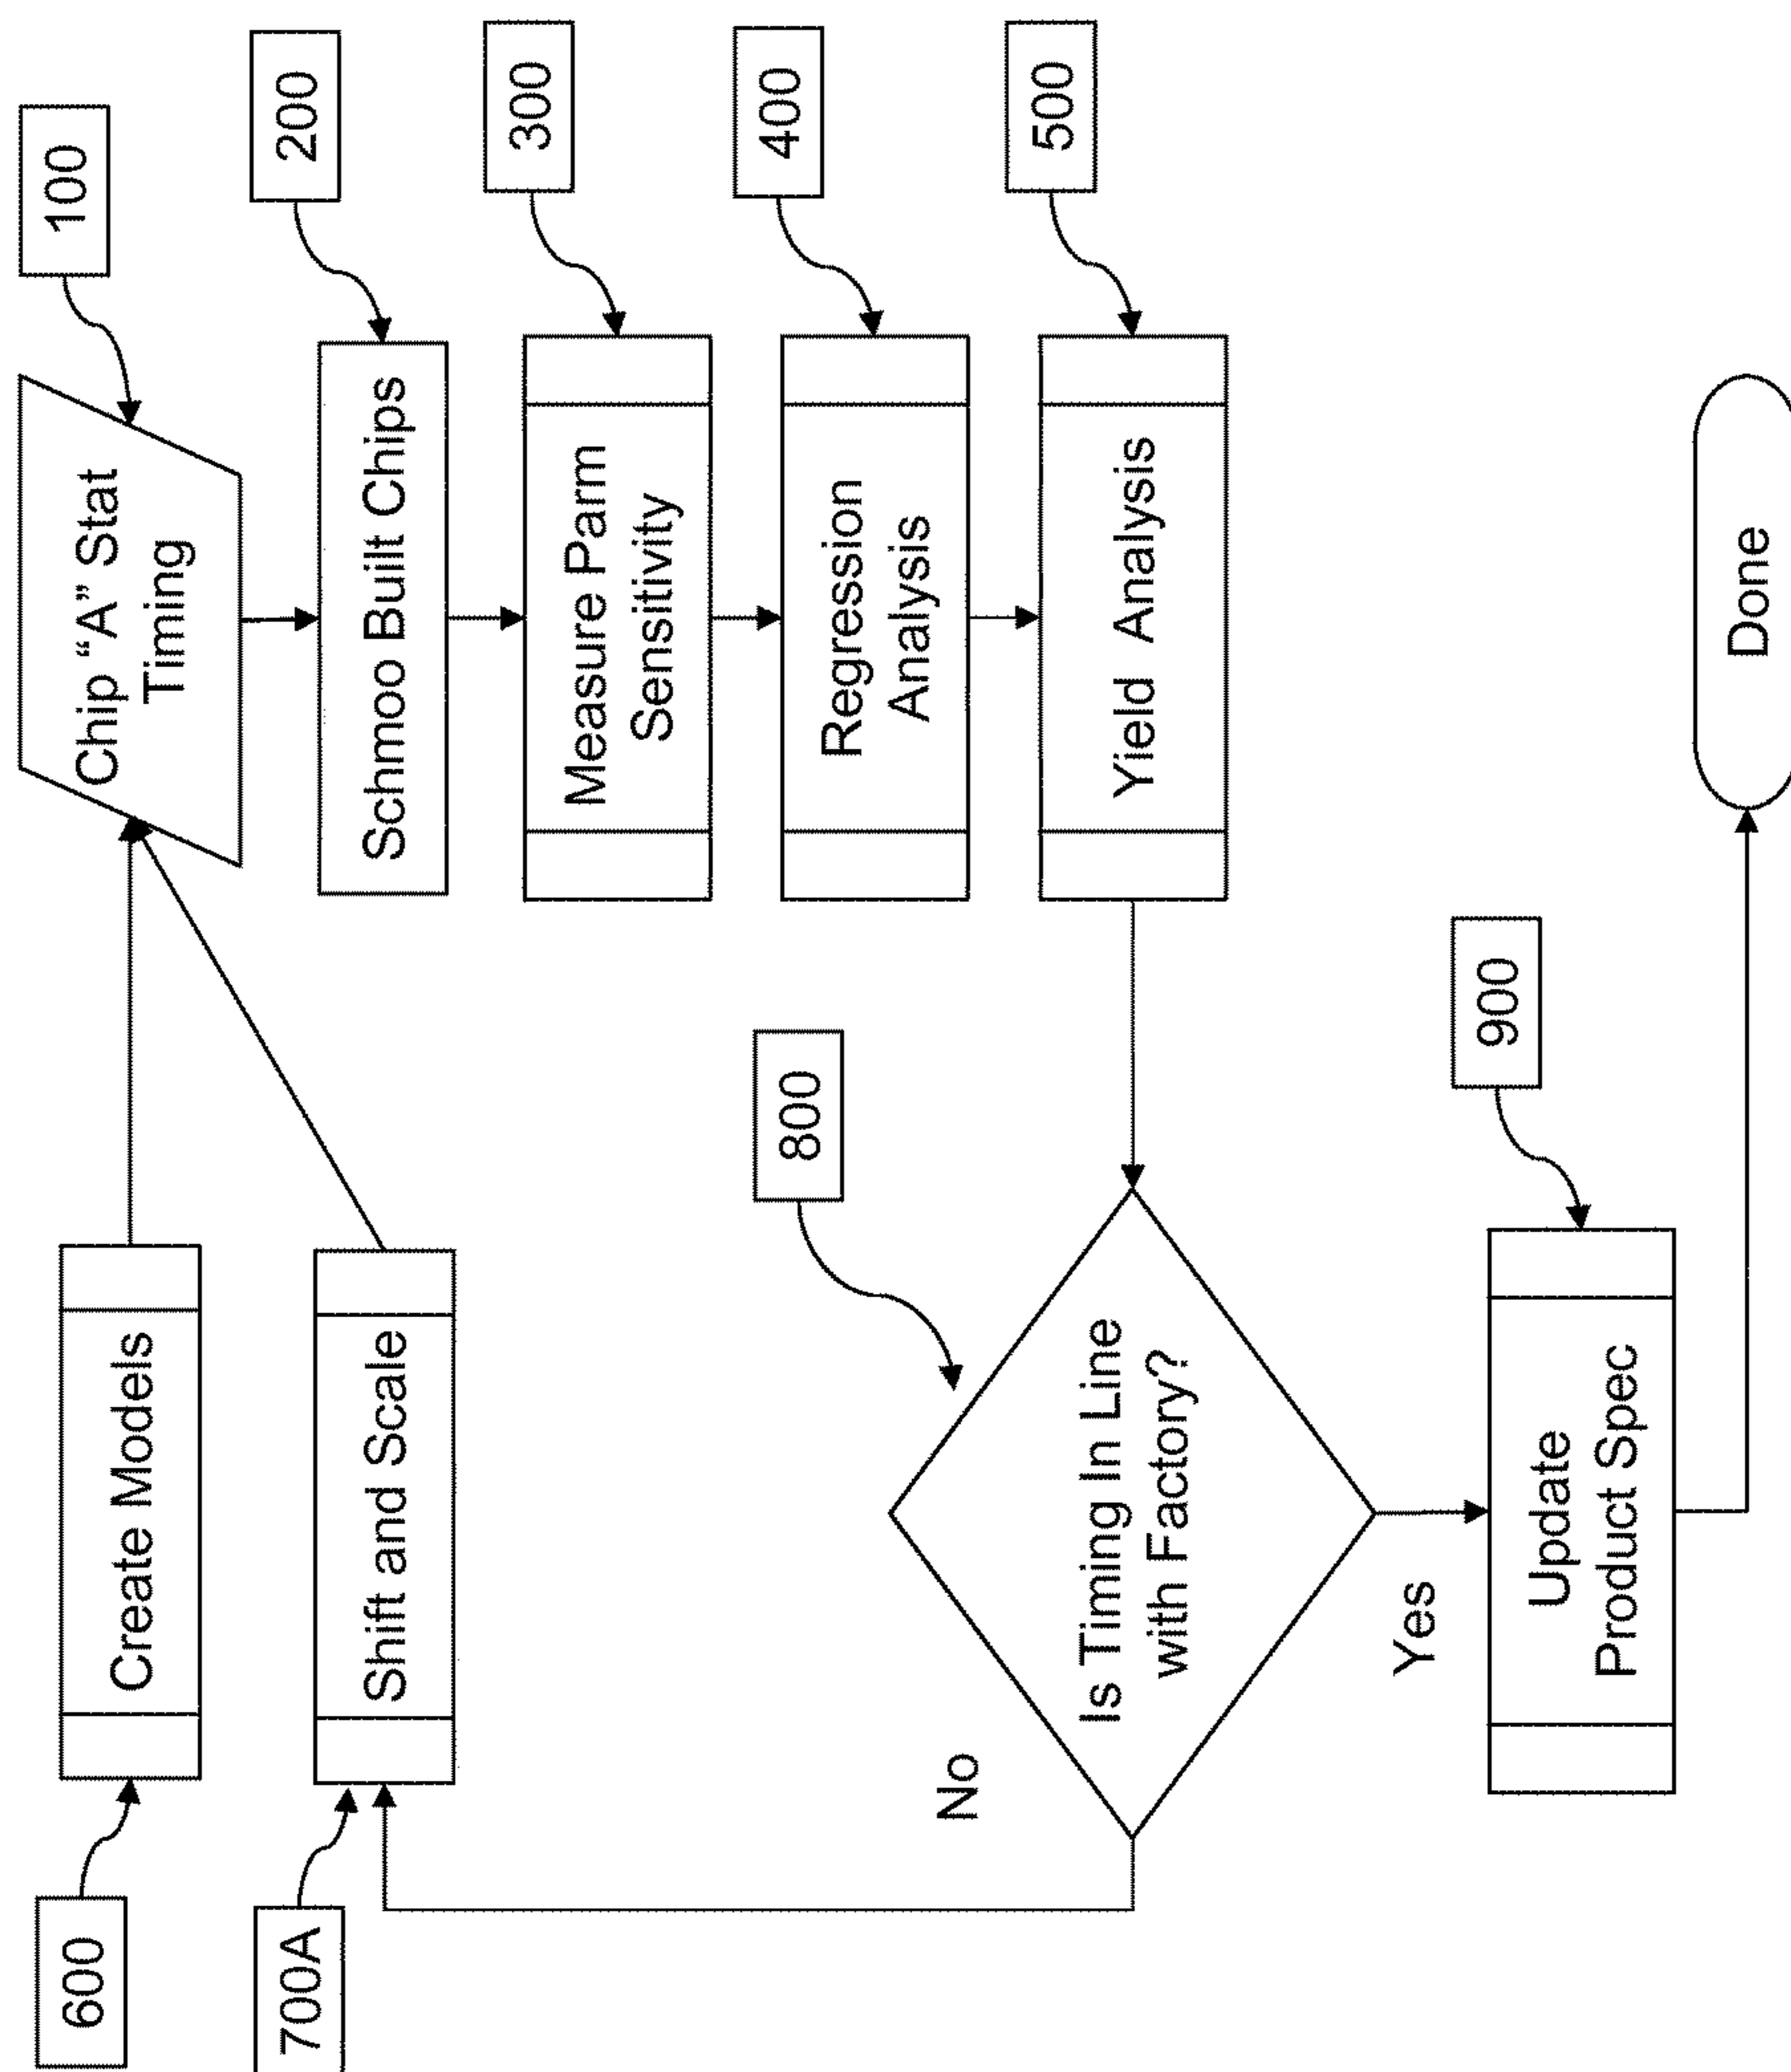 600
Create Models
Chip “A” Stat
Timing
100
700A
Shift and Scale
Schmoo Built Chips
200
Measure Parm
Sensitivity
300
Regression
Analysis
400
Yield Analysis
500
800
Is Timing In Line
with Factory?
No
Yes
Update
Product Spec
900
Done